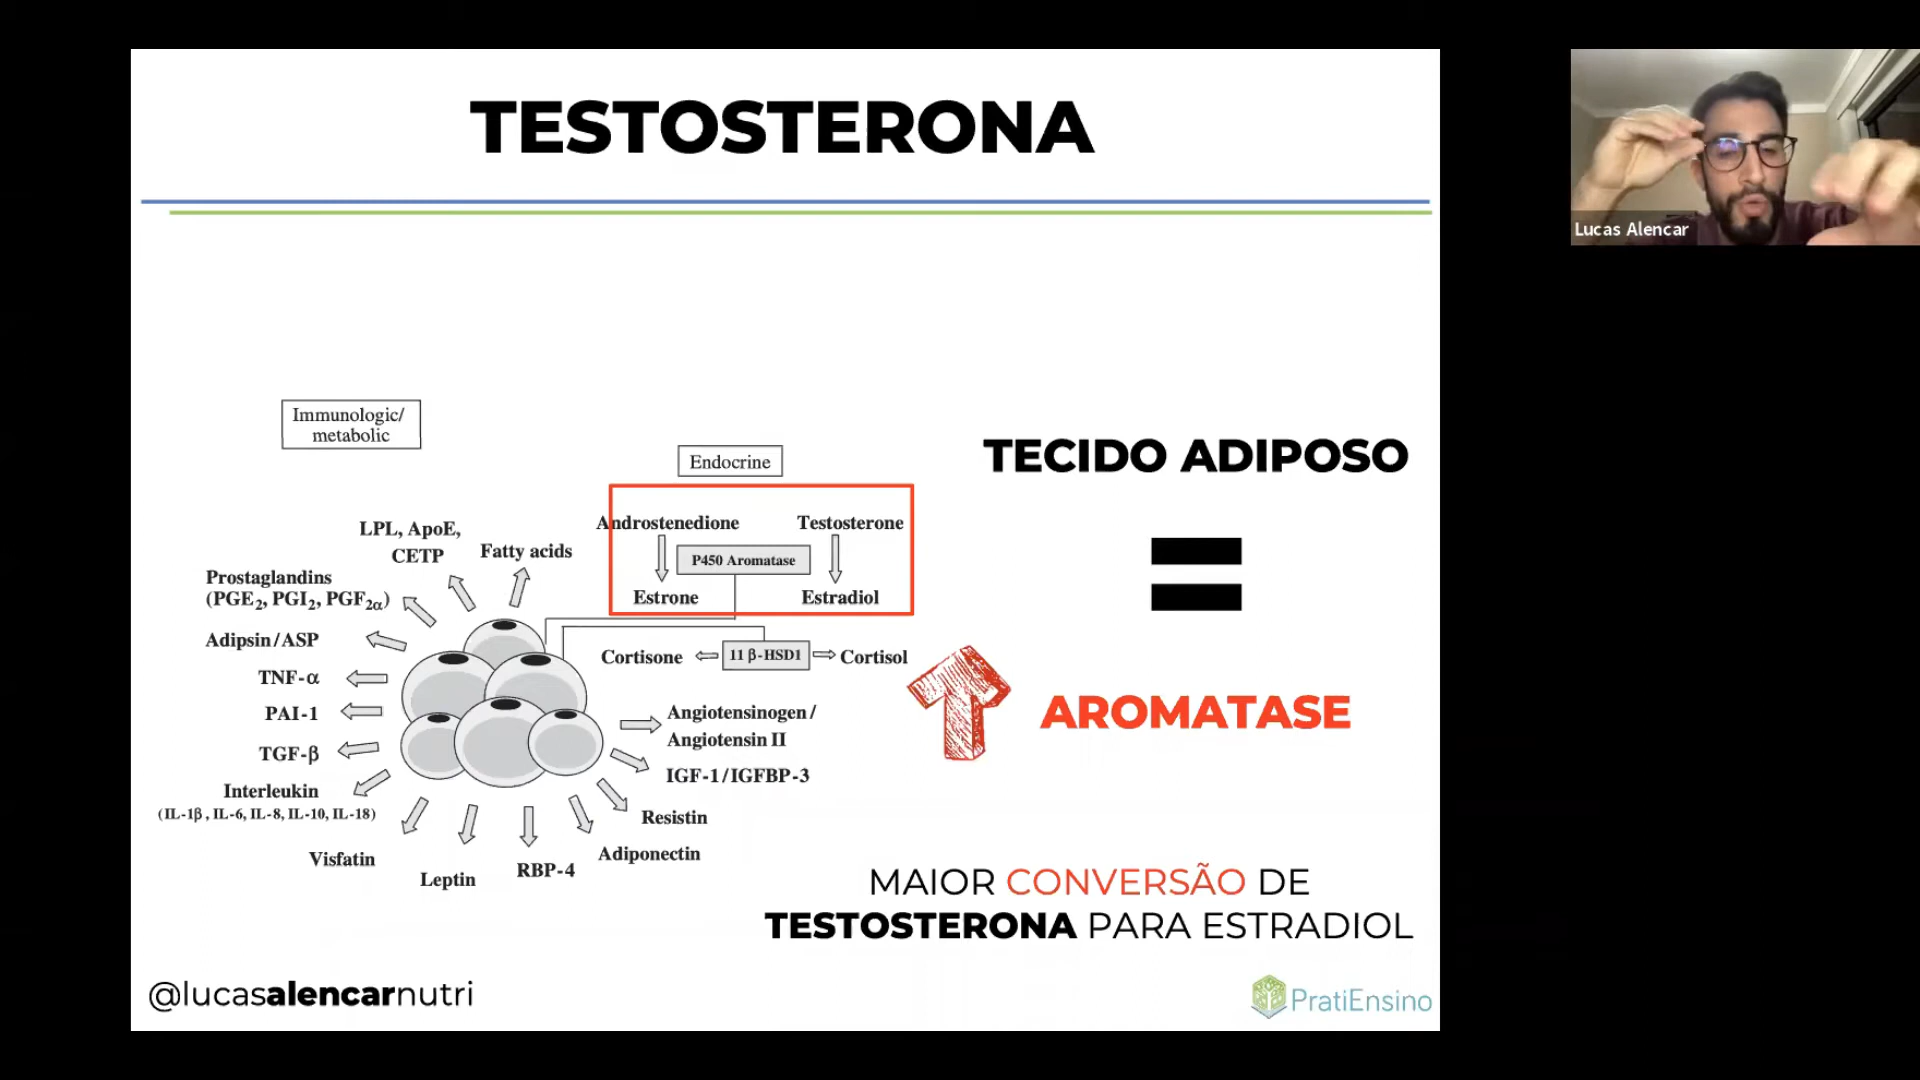 TESTOSTERONA
Lucas Alencar
Immunologic/
metabolic
Endocrine
Androstenedione
Testosterone
P450 Aromatase
Estrone
Estradiol
Cortisone
11 β-HSD1
Cortisol
LPL, ApoE,
CETP
Fatty acids
Prostaglandins
(PGE2, PGI2, PGF2α)
Adipsin/ASP
TNF-α
PAI-1
TGF-β
Interleukin
(IL-1β, IL-6, IL-8, IL-10, IL-18)
Visfatin
Leptin
RBP-4
Adiponectin
Resistin
IGF-1/IGFBP-3
Angiotensinogen/
Angiotensin II
TECIDO ADIPOSO
=
AROMATASE
MAIOR CONVERSÃO DE
TESTOSTERONA PARA ESTRADIOL
@lucasalencarnutri
PratiEnsino